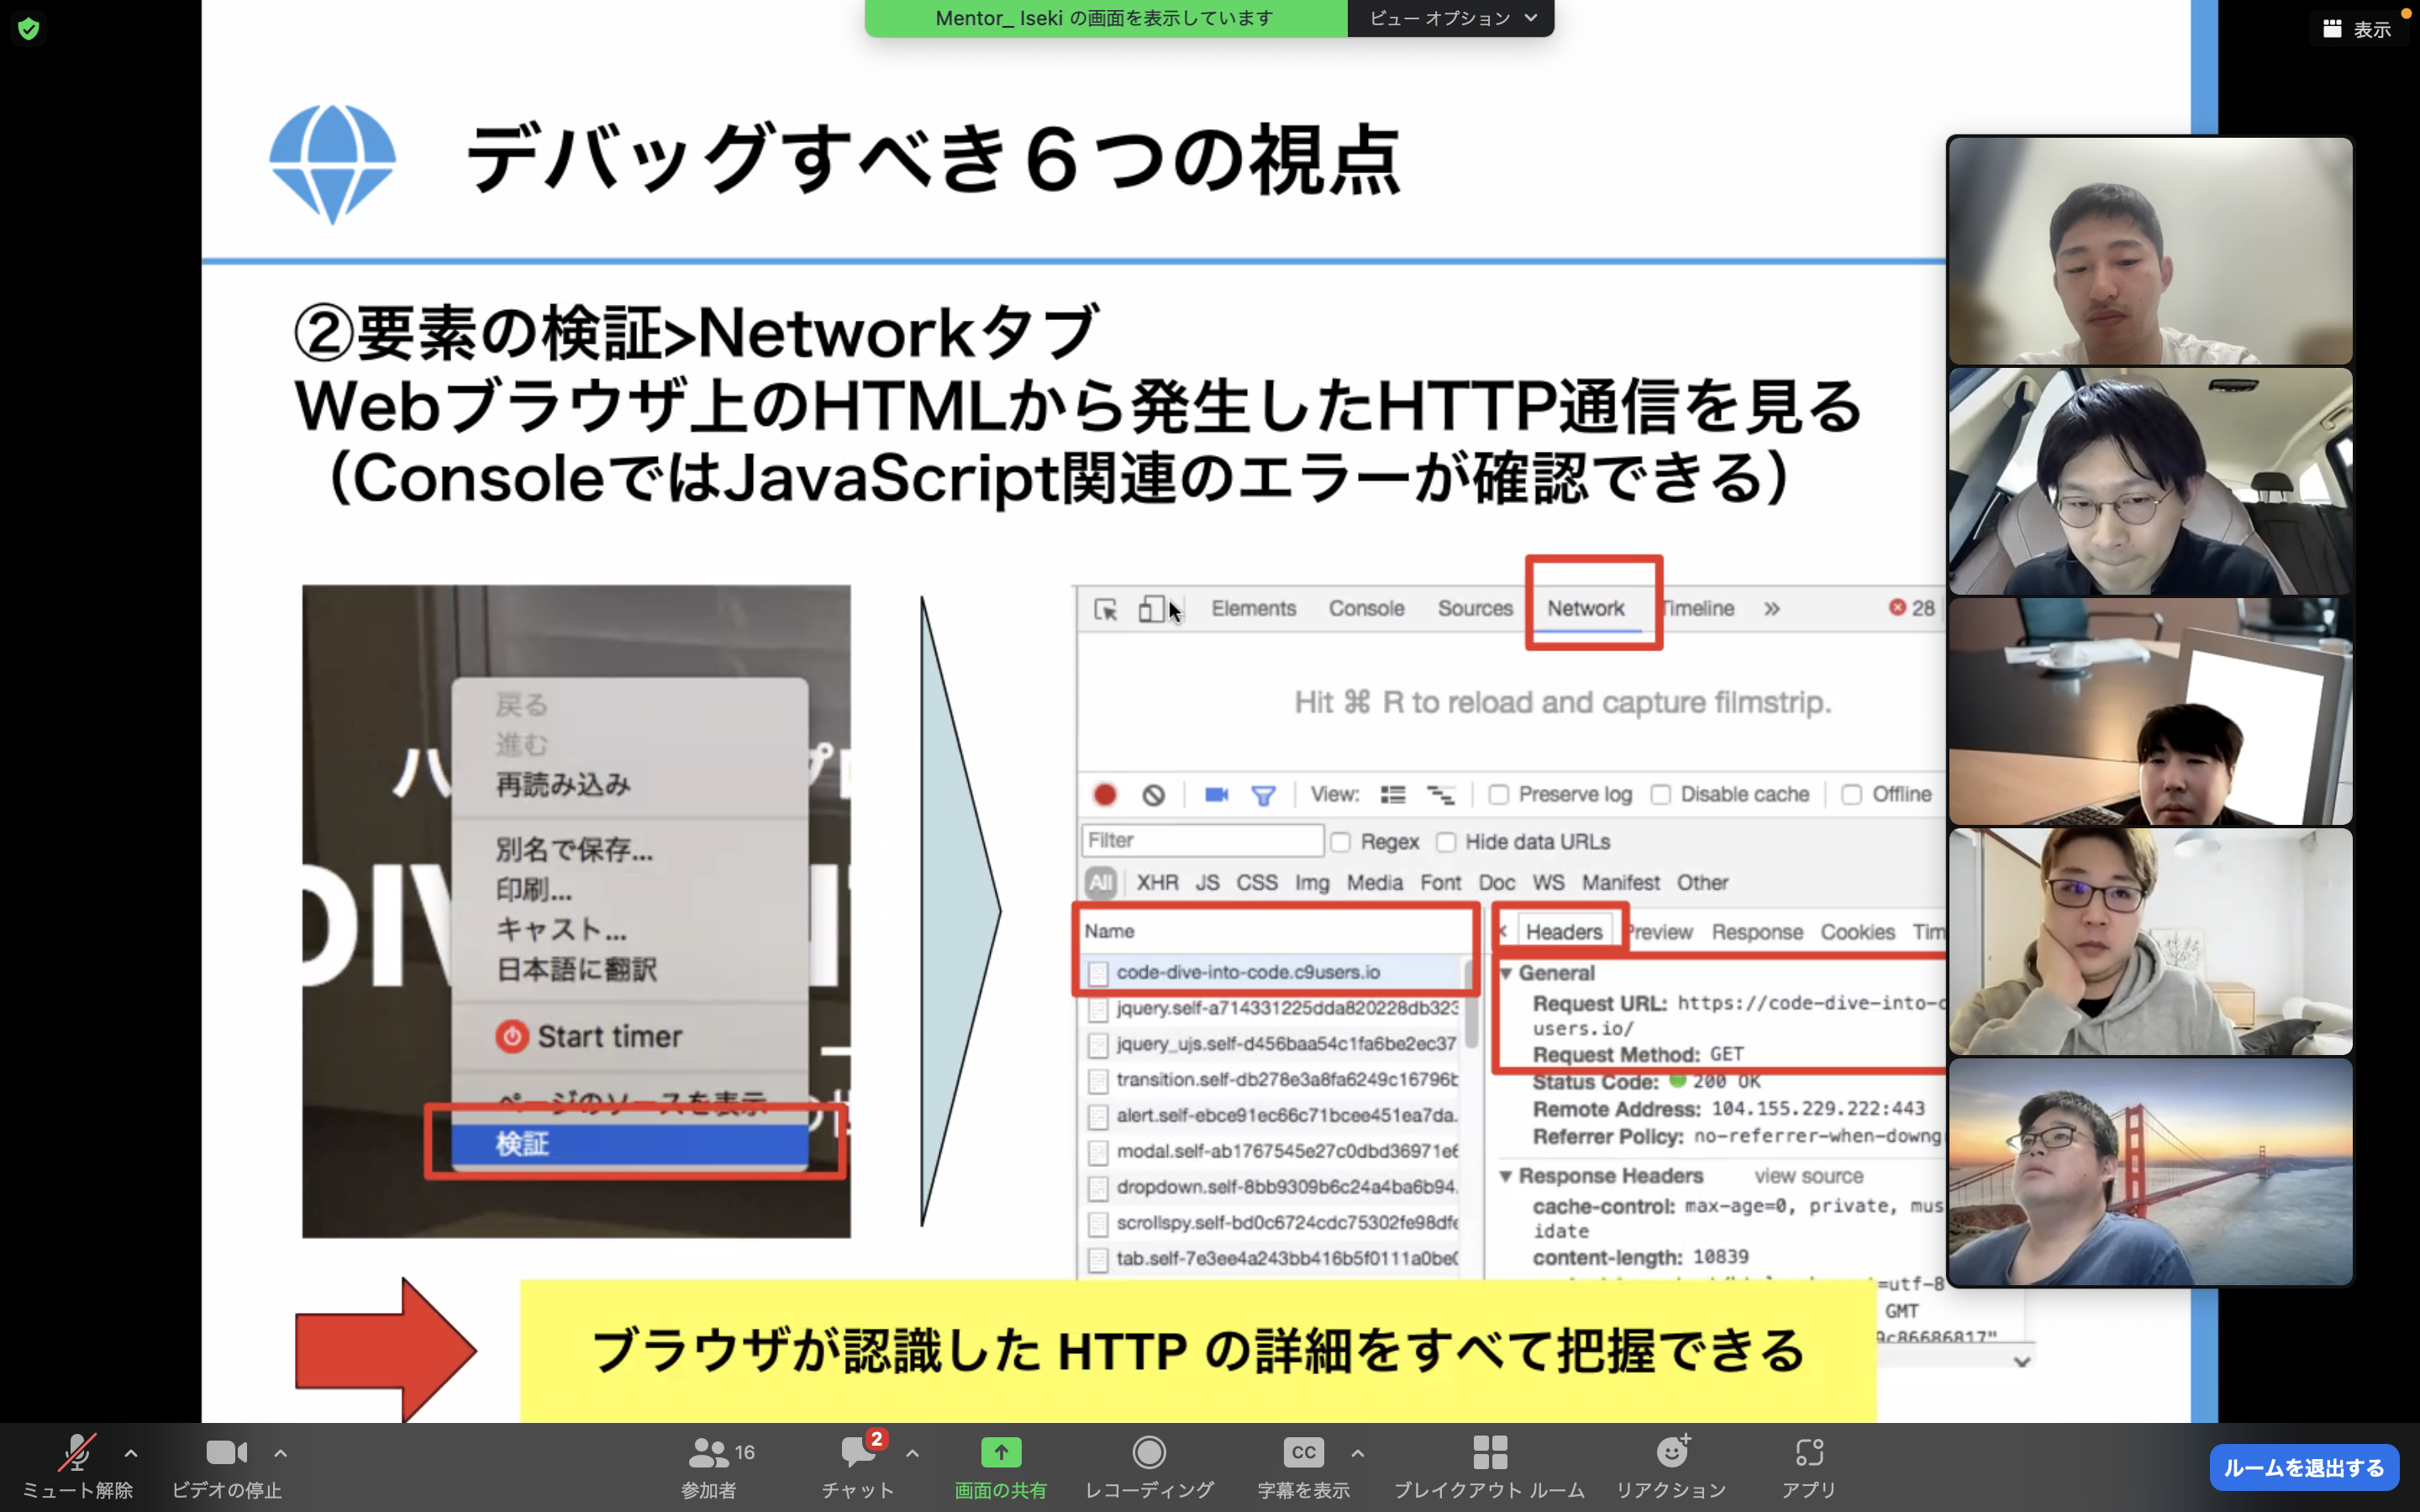 Mentor_ Iseki の画面を表示しています
ビュー オプション
表示
デバッグすべき６つの視点
②要素の検証>Networkタブ
Webブラウザ上のHTMLから発生したHTTP通信を見る
（ConsoleではJavaScript関連のエラーが確認できる）
戻る
進む
再読み込み
別名で保存...
印刷...
キャスト...
日本語に翻訳
Start timer
ページのソースを表示
検証
Elements Console Sources Network Timeline » 28
Hit ⌘ R to reload and capture filmstrip.
View: Preserve log Disable cache Offline
Filter Regex Hide data URLs
All XHR JS CSS Img Media Font Doc WS Manifest Other
Name
code-dive-into-code.c9users.io
jquery.self-a714331225dda820228db323
jquery_ujs.self-d456baa54c1fa6be2ec37
transition.self-db278e3a8fa6249c16796b
alert.self-ebce91ec66c71bcee451ea7da.
modal.self-ab1767545e27c0dbd36971e6
dropdown.self-8bb9309b6c24a4ba6b94.
scrollspy.self-bd0c6724cdc75302fe98dfe
tab.self-7e3ee4a243bb416b5f0111a0be0
× Headers Preview Response Cookies Tim
General
Request URL: https://code-dive-into-c
users.io/
Request Method: GET
Status Code: 200 OK
Remote Address: 104.155.229.222:443
Referrer Policy: no-referrer-when-downg
Response Headers view source
cache-control: max-age=0, private, mus
idate
content-length: 10839
=utf-8
GMT
9c86686817"
ブラウザが認識した HTTP の詳細をすべて把握できる
ミュート解除
ビデオの停止
16
参加者
2
チャット
画面の共有
レコーディング
CC
字幕を表示
ブレイクアウト ルーム
リアクション
アプリ
ルームを退出する